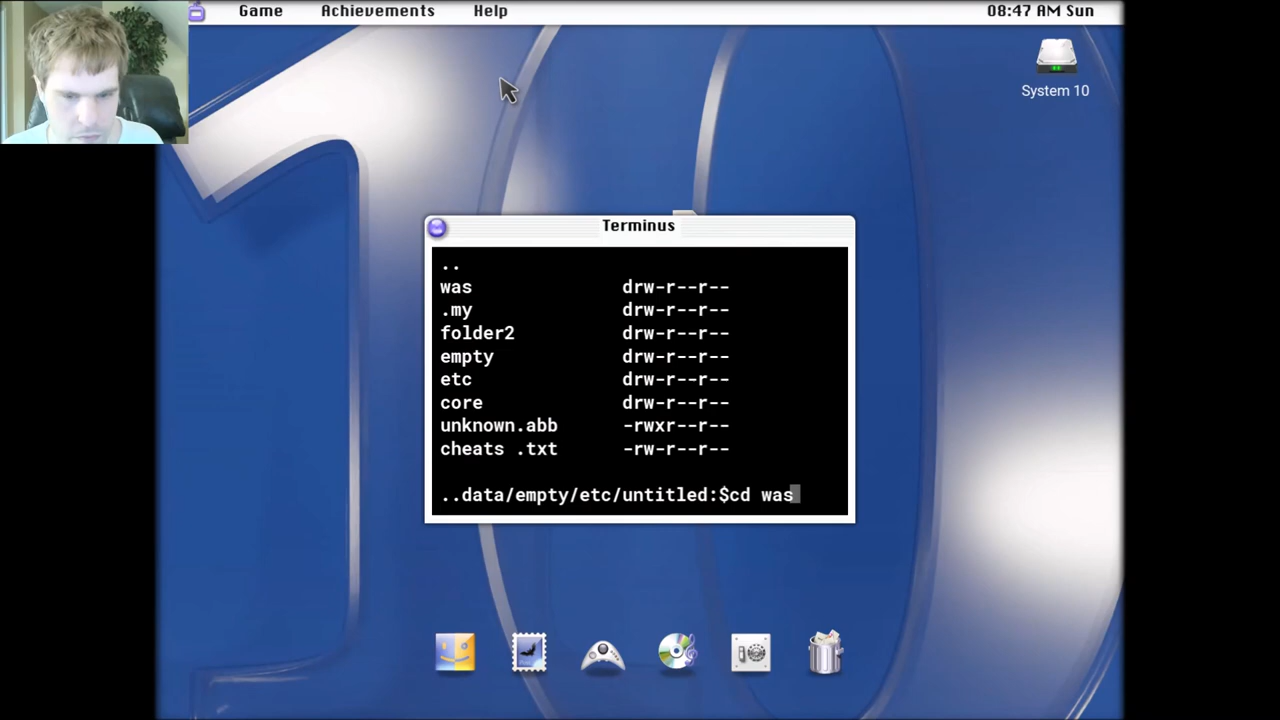 Game Achievements Help 08:47 AM Sun
System 10
Terminus
..
was drw-r--r--
.my drw-r--r--
folder2 drw-r--r--
empty drw-r--r--
etc drw-r--r--
core drw-r--r--
unknown.abb -rwxr--r--
cheats .txt -rw-r--r--
..data/empty/etc/untitled:$cd was